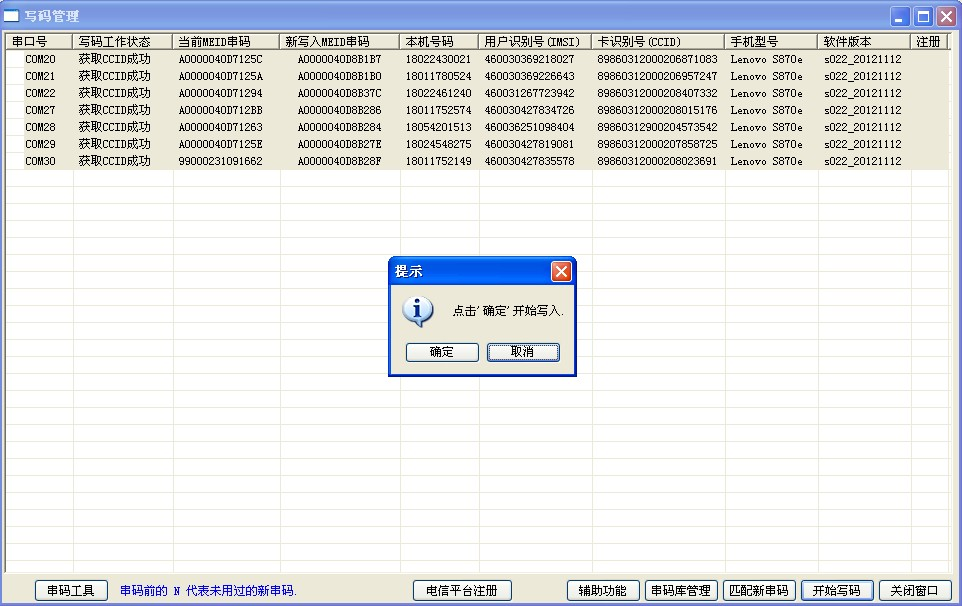 写码管理
串口号 写码工作状态 当前MEID串码 新写入MEID串码 本机号码 用户识别号(IMSI) 卡识别号(CCID) 手机型号 软件版本 注册
COM20 获取CCID成功 A0000040D7125C A0000040D8B1B7 18022430021 460030369218027 89860312000206871083 Lenovo S870e s022_20121112
COM21 获取CCID成功 A0000040D7125A A0000040D8B1B0 18011780524 460030369226643 89860312000206957247 Lenovo S870e s022_20121112
COM22 获取CCID成功 A0000040D71294 A0000040D8B37C 18022461240 460031267723942 89860312000208407332 Lenovo S870e s022_20121112
COM27 获取CCID成功 A0000040D712BB A0000040D8B286 18011752574 460030427834726 89860312000208015176 Lenovo S870e s022_20121112
COM28 获取CCID成功 A0000040D71263 A0000040D8B284 18054201513 460036251098404 89860312900204573542 Lenovo S870e s022_20121112
COM29 获取CCID成功 A0000040D7125E A0000040D8B27E 18024548275 460030427819081 89860312000207858725 Lenovo S870e s022_20121112
COM30 获取CCID成功 99000231091662 A0000040D8B28F 18011752149 460030427835578 89860312000208023691 Lenovo S870e s022_20121112
提示
点击'确定'开始写入.
确定 取消
串码工具 串码前的 N 代表未用过的新串码. 电信平台注册 辅助功能 串码库管理 匹配新串码 开始写码 关闭窗口